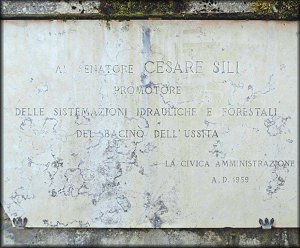 AL SENATORE CESARE SILI
PROMOTORE
DELLE SISTEMAZIONI IDRAULICHE E FORESTALI
DEL BACINO DELL'USSITA
LA CIVICA AMMINISTRAZIONE
A.D. 1959